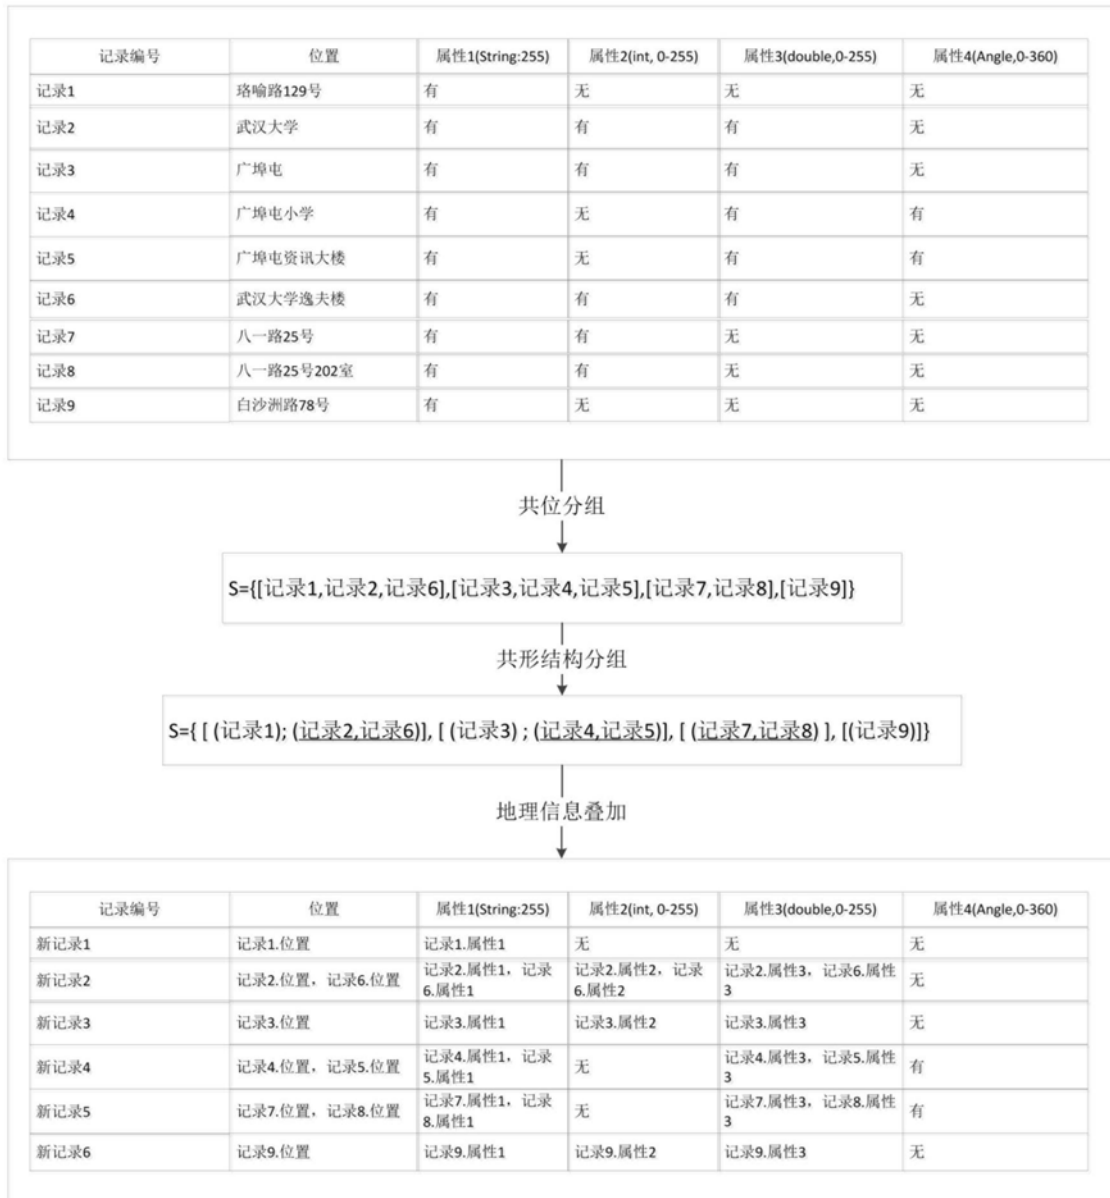 记录编号 位置 属性1(String:255) 属性2(int, 0-255) 属性3(double,0-255) 属性4(Angle,0-360)
记录1 珞喻路129号 有 无 无 无
记录2 武汉大学 有 有 有 无
记录3 广埠屯 有 有 有 无
记录4 广埠屯小学 有 无 有 有
记录5 广埠屯资讯大楼 有 无 有 有
记录6 武汉大学逸夫楼 有 有 有 无
记录7 八一路25号 有 有 无 无
记录8 八一路25号202室 有 有 无 无
记录9 白沙洲路78号 有 无 无 无
共位分组
S={[记录1,记录2,记录6],[记录3,记录4,记录5],[记录7,记录8],[记录9]}
共形结构分组
S={ [ (记录1); (记录2,记录6)], [ (记录3) ; (记录4,记录5)], [ (记录7,记录8) ], [(记录9)]}
地理信息叠加
记录编号 位置 属性1(String:255) 属性2(int, 0-255) 属性3(double,0-255) 属性4(Angle,0-360)
新记录1 记录1.位置 记录1.属性1 无 无 无
新记录2 记录2.位置，记录6.位置 记录2.属性1，记录6.属性1 记录2.属性2，记录6.属性2 记录2.属性3，记录6.属性3 无
新记录3 记录3.位置 记录3.属性1 记录3.属性2 记录3.属性3 无
新记录4 记录4.位置，记录5.位置 记录4.属性1，记录5.属性1 无 记录4.属性3，记录5.属性3 有
新记录5 记录7.位置，记录8.位置 记录7.属性1，记录8.属性1 无 记录7.属性3，记录8.属性3 有
新记录6 记录9.位置 记录9.属性1 记录9.属性2 记录9.属性3 无